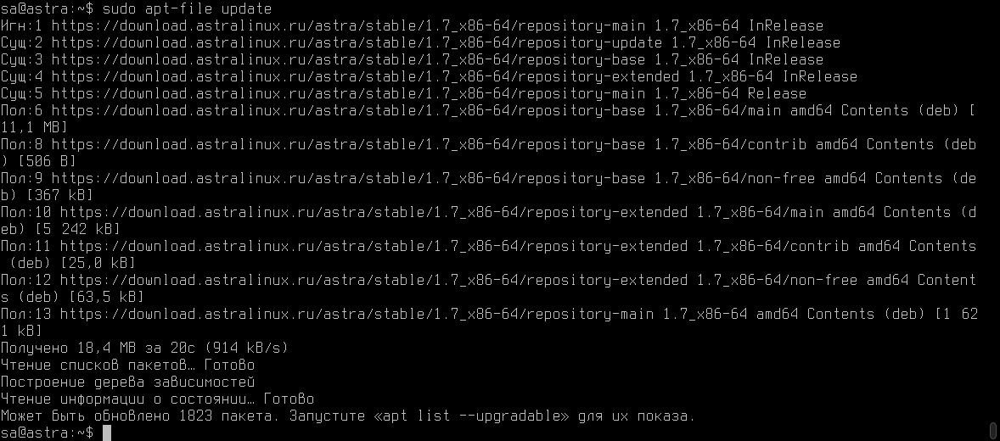 sa@astra:~$ sudo apt-file update
Игн:1 https://download.astralinux.ru/astra/stable/1.7_x86-64/repository-main 1.7_x86-64 InRelease
Сущ:2 https://download.astralinux.ru/astra/stable/1.7_x86-64/repository-update 1.7_x86-64 InRelease
Сущ:3 https://download.astralinux.ru/astra/stable/1.7_x86-64/repository-base 1.7_x86-64 InRelease
Сущ:4 https://download.astralinux.ru/astra/stable/1.7_x86-64/repository-extended 1.7_x86-64 InRelease
Сущ:5 https://download.astralinux.ru/astra/stable/1.7_x86-64/repository-main 1.7_x86-64 Release
Пол:6 https://download.astralinux.ru/astra/stable/1.7_x86-64/repository-base 1.7_x86-64/main amd64 Contents (deb) [
11,1 MB]
Пол:8 https://download.astralinux.ru/astra/stable/1.7_x86-64/repository-base 1.7_x86-64/contrib amd64 Contents (deb
) [506 B]
Пол:9 https://download.astralinux.ru/astra/stable/1.7_x86-64/repository-base 1.7_x86-64/non-free amd64 Contents (de
b) [367 kB]
Пол:10 https://download.astralinux.ru/astra/stable/1.7_x86-64/repository-extended 1.7_x86-64/main amd64 Contents (d
eb) [5 242 kB]
Пол:11 https://download.astralinux.ru/astra/stable/1.7_x86-64/repository-extended 1.7_x86-64/contrib amd64 Contents
 (deb) [25,0 kB]
Пол:12 https://download.astralinux.ru/astra/stable/1.7_x86-64/repository-extended 1.7_x86-64/non-free amd64 Content
s (deb) [63,5 kB]
Пол:13 https://download.astralinux.ru/astra/stable/1.7_x86-64/repository-main 1.7_x86-64 amd64 Contents (deb) [1 62
1 kB]
Получено 18,4 MB за 20с (914 kB/s)
Чтение списков пакетов… Готово
Построение дерева зависимостей
Чтение информации о состоянии… Готово
Может быть обновлено 1823 пакета. Запустите «apt list --upgradable» для их показа.
sa@astra:~$